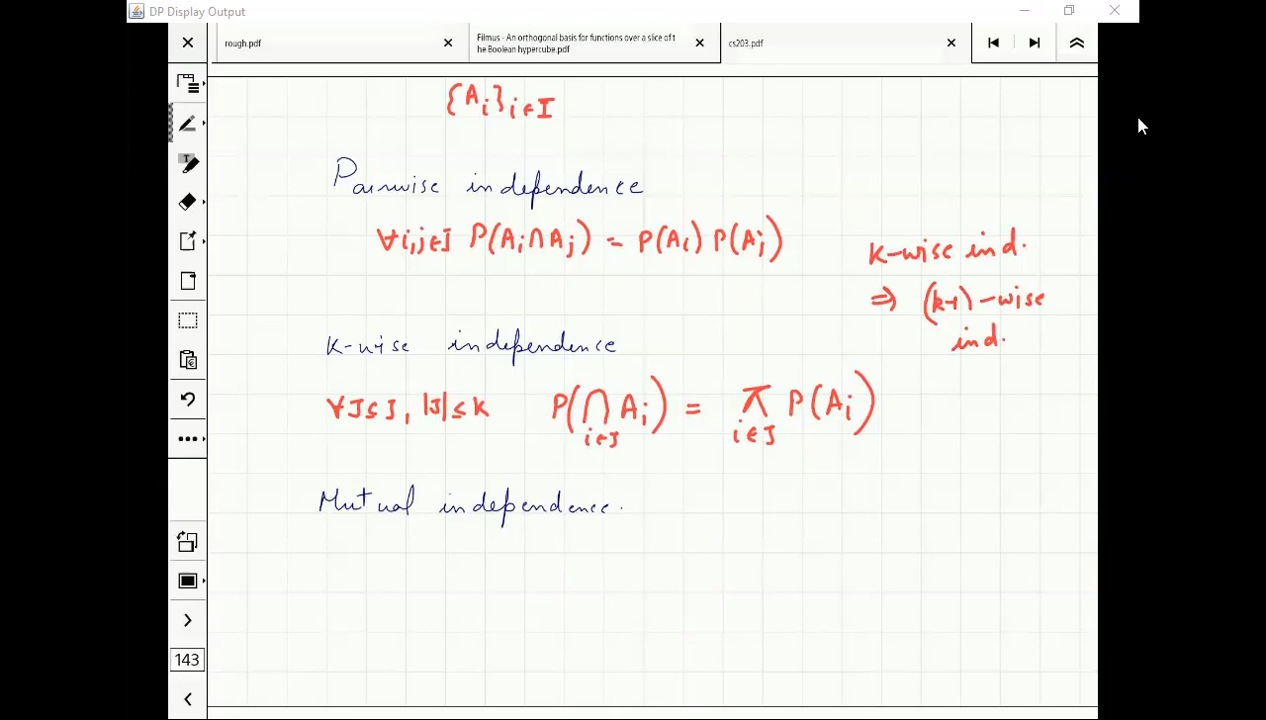 DP Display Output
rough.pdf
Filmus - An orthogonal basis for functions over a slice of t
he Boolean hypercube.pdf
cs203.pdf
{A_i}_{i∈I}
Pairwise independence
∀i,j∈I P(A_i∩A_j) = P(A_i) P(A_j)
K-wise ind.
⇒ (k-1)-wise
ind.
K-wise independence
∀J⊆I, |J|≤K P(⋂_{i∈J} A_i) = π_{i∈J} P(A_i)
Mutual independence.
143